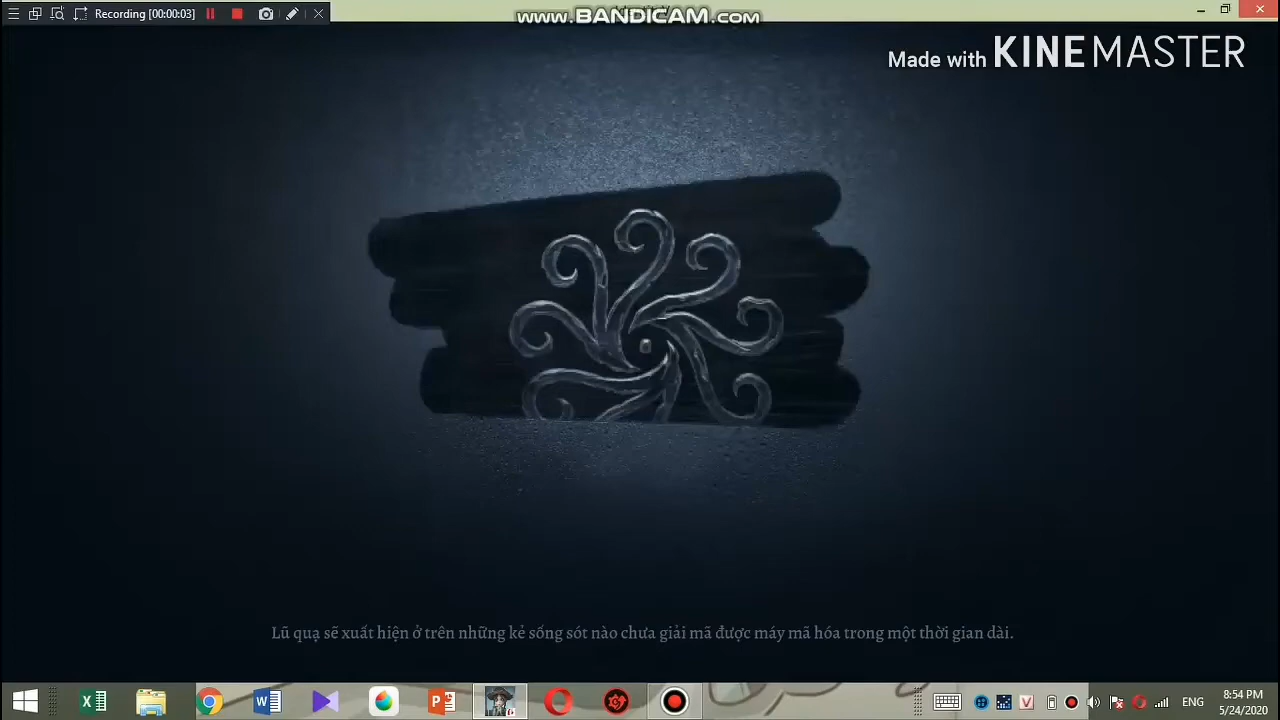 Recording [00:00:03]
www.BANDICAM.com
Made with KINEMASTER
Lũ quạ sẽ xuất hiện ở trên những kẻ sống sót nào chưa giải mã được máy mã hóa trong một thời gian dài.
ENG
8:54 PM
5/24/2020